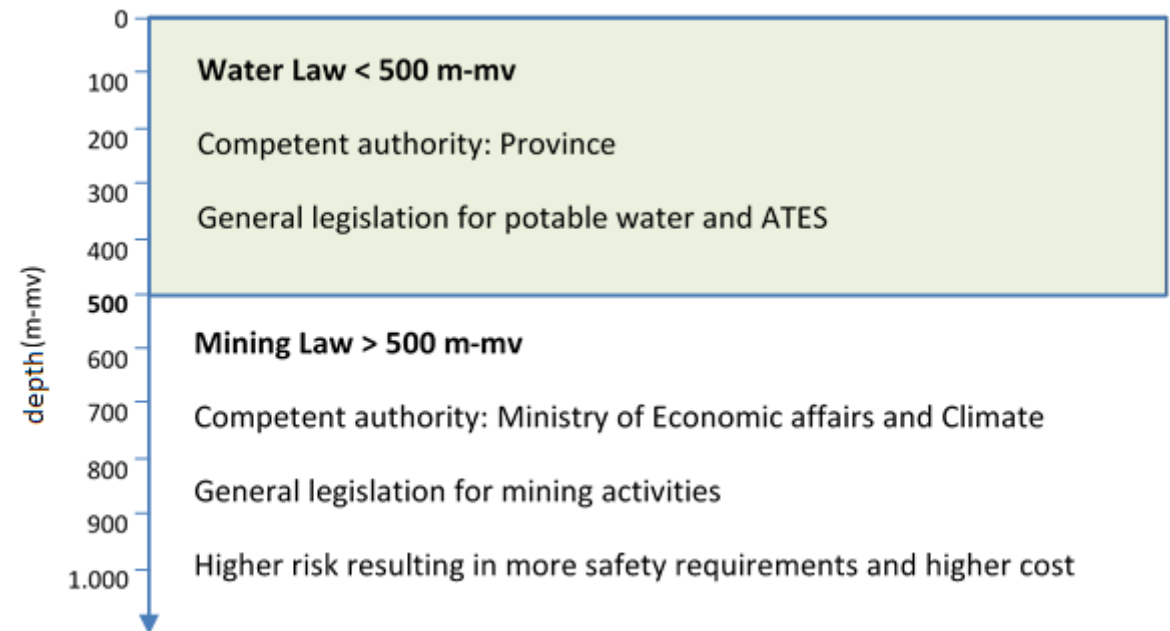 0
100
200
300
400
500
600
700
800
900
1.000
depth(m-mv)
Water Law < 500 m-mv
Competent authority: Province
General legislation for potable water and ATES
Mining Law > 500 m-mv
Competent authority: Ministry of Economic affairs and Climate
General legislation for mining activities
Higher risk resulting in more safety requirements and higher cost